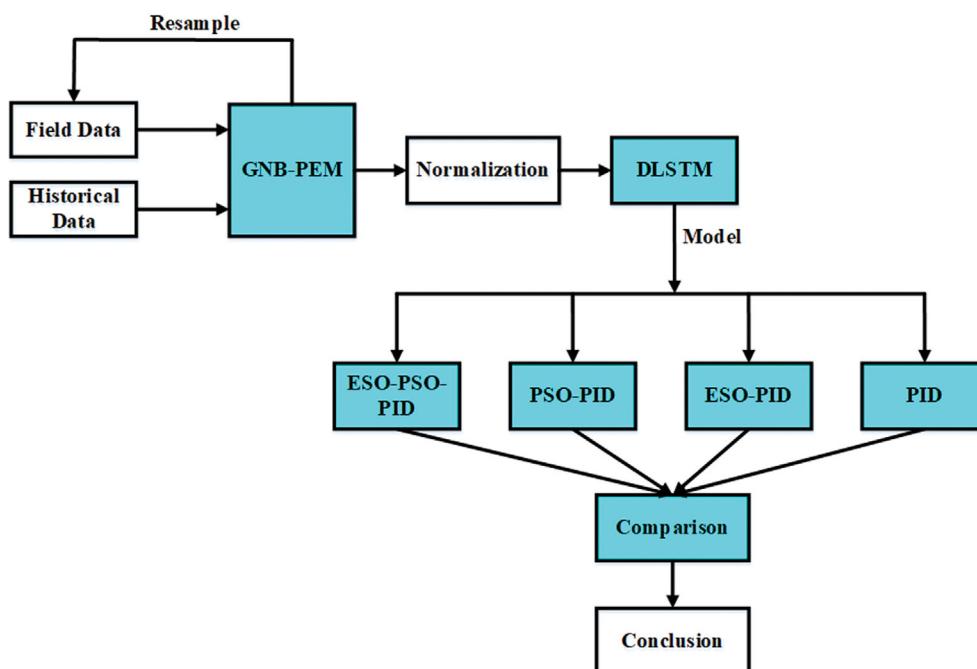 Resample
Field Data
GNB-PEM
Normalization
DLSTM
Historical
Data
Model
ESO-PSO-
PID
PSO-PID
ESO-PID
PID
Comparison
Conclusion